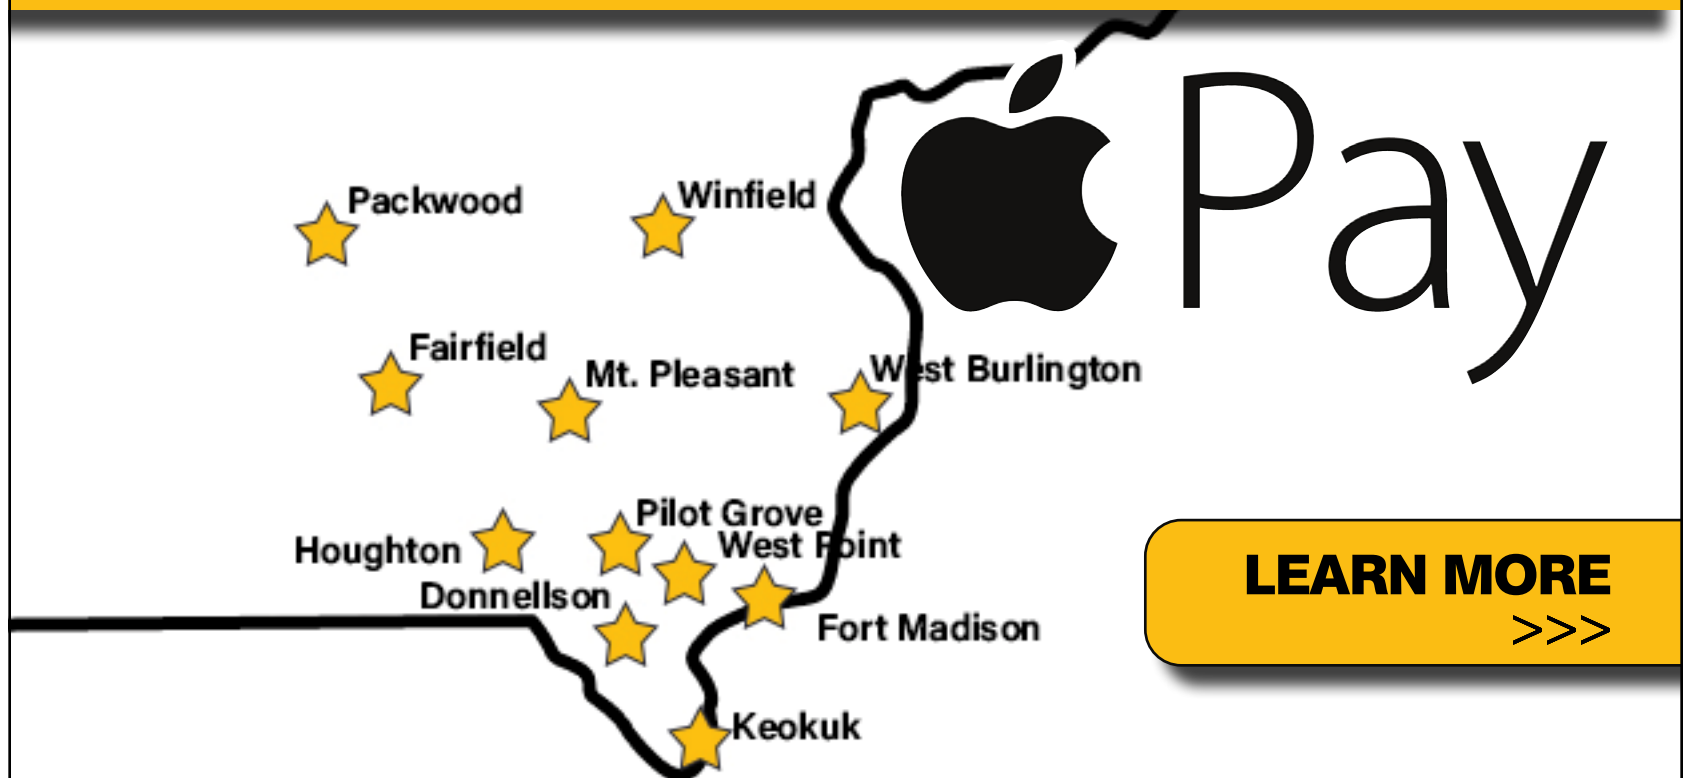 Pay
Packwood
Winfield
Fairfield
Mt. Pleasant
West Burlington
Pilot Grove
Houghton
West Point
Donnellson
Fort Madison
Keokuk
LEARN MORE
>>>